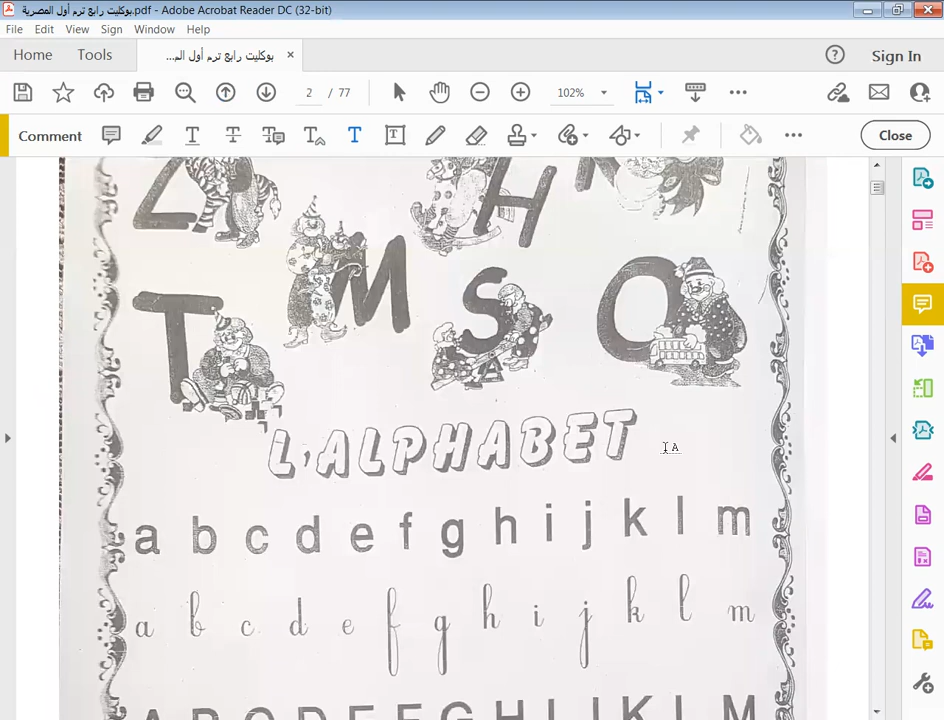 بوكليت رابع ترم أول المصرية.pdf - Adobe Acrobat Reader DC (32-bit)
File Edit View Sign Window Help
Home Tools بوكليت رابع ترم أول الم... × Sign In
2 / 77 102%
Comment T T T T T Close
Z H
T M S O
L'ALPHABET
a b c d e f g h i j k l m
a b c d e f g h i j k l m
A B C D E F G H I J K L M